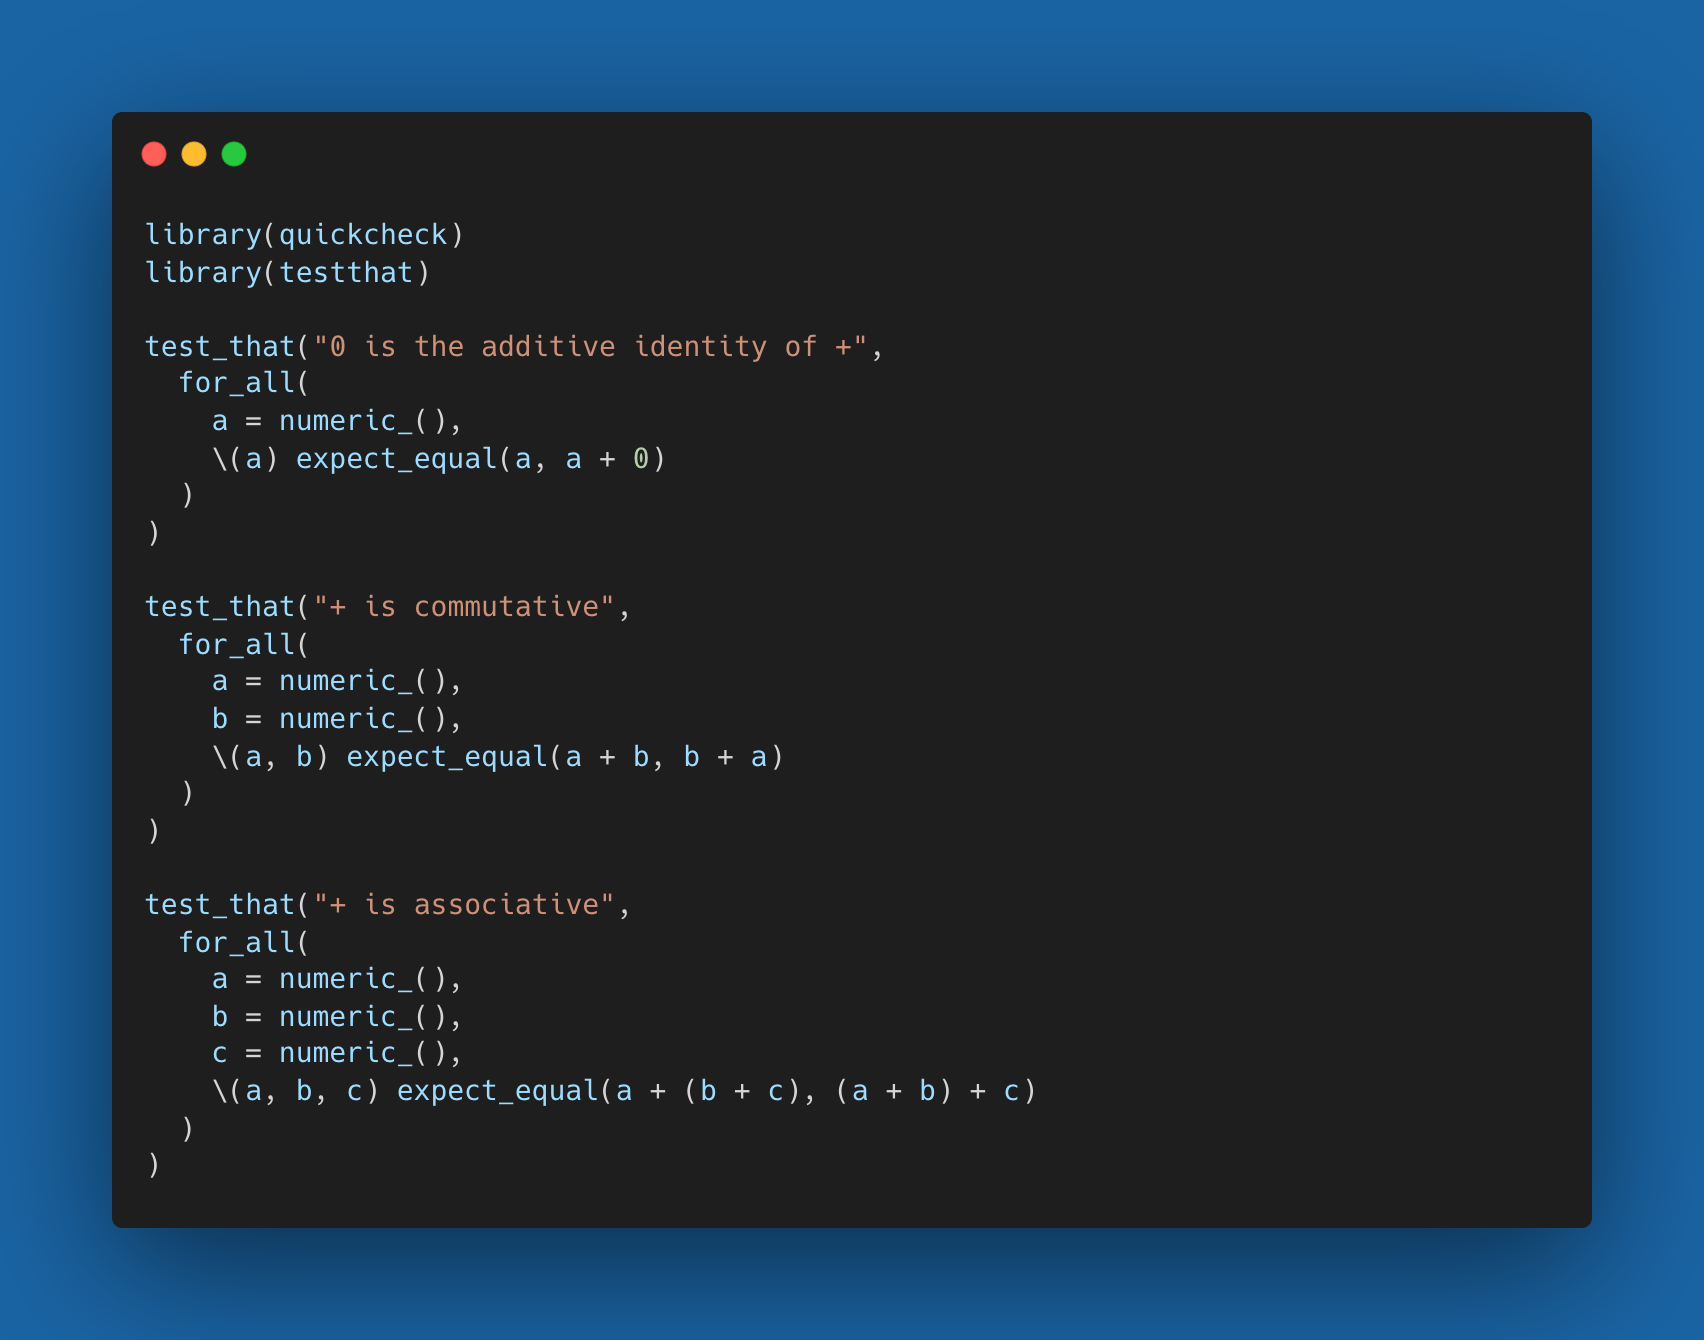 library(quickcheck)
library(testthat)

test_that("0 is the additive identity of +",
  for_all(
    a = numeric_(),
    \(a) expect_equal(a, a + 0)
  )
)

test_that("+ is commutative",
  for_all(
    a = numeric_(),
    b = numeric_(),
    \(a, b) expect_equal(a + b, b + a)
  )
)

test_that("+ is associative",
  for_all(
    a = numeric_(),
    b = numeric_(),
    c = numeric_(),
    \(a, b, c) expect_equal(a + (b + c), (a + b) + c)
  )
)